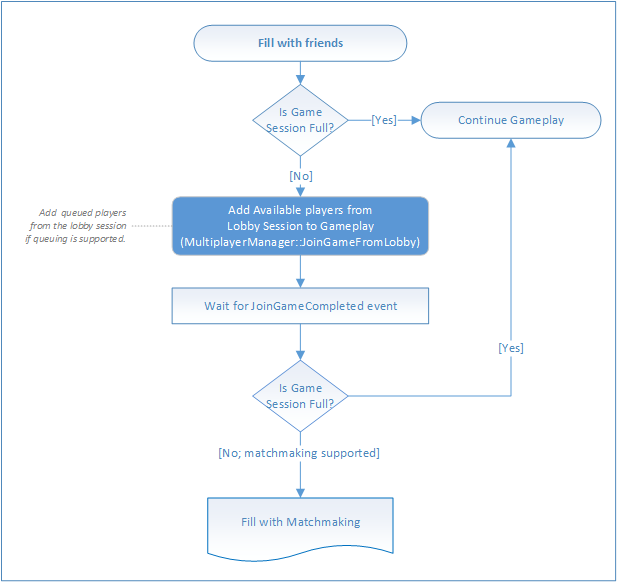 Fill with friends
Is Game
Session Full?
[Yes]
Continue Gameplay
[No]
Add queued players
from the lobby session
if queuing is supported.
Add Available players from
Lobby Session to Gameplay
(MultiplayerManager::JoinGameFromLobby)
Wait for JoinGameCompleted event
[Yes]
Is Game
Session Full?
[No; matchmaking supported]
Fill with Matchmaking